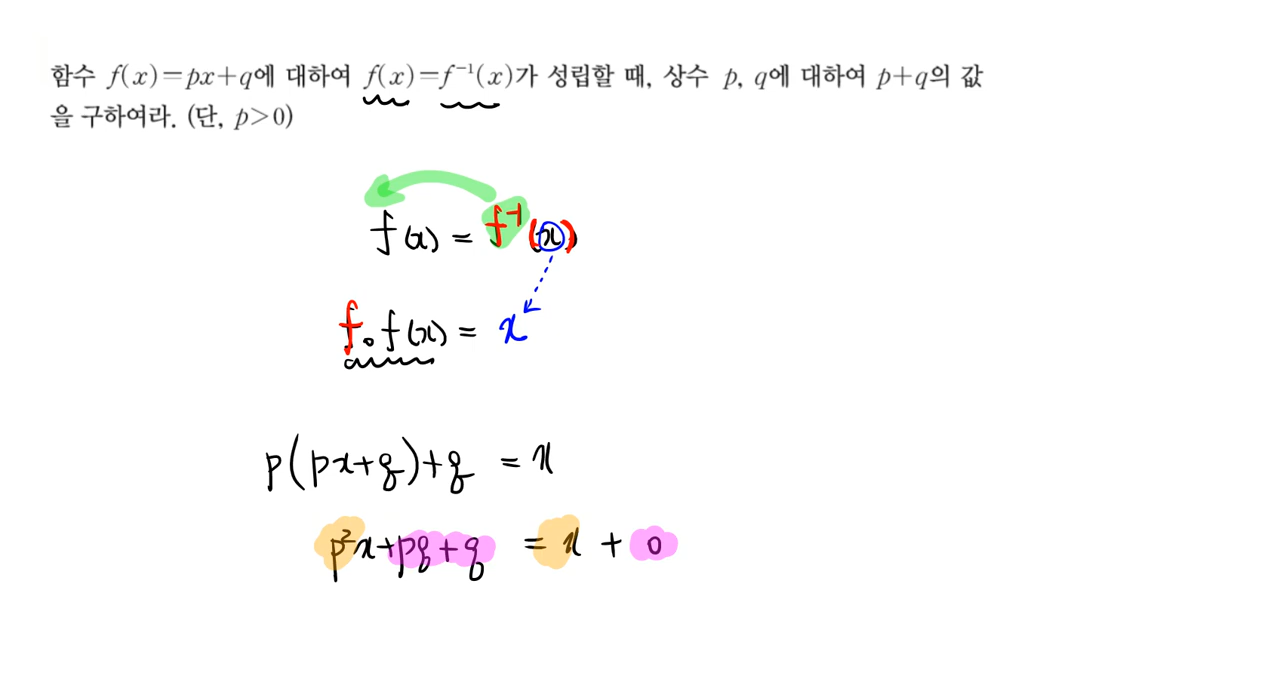 함수 f(x)=px+q에 대하여 f(x)=f⁻¹(x)가 성립할 때, 상수 p, q에 대하여 p+q의 값
을 구하여라. (단, p>0)
f(x) = f⁻¹(x)
f∘f(x) = x
p(px+q)+q = x
p²x+pq+q = x + 0